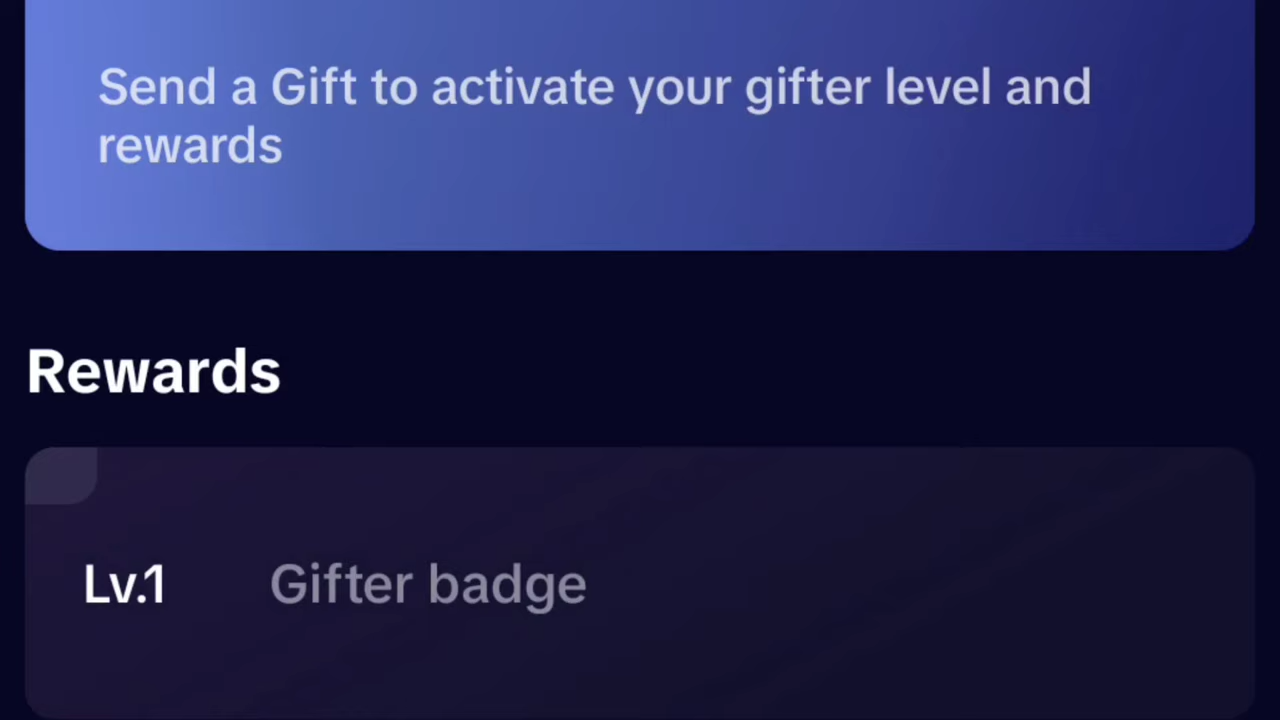 Send a Gift to activate your gifter level and
rewards
Rewards
Lv.1 Gifter badge